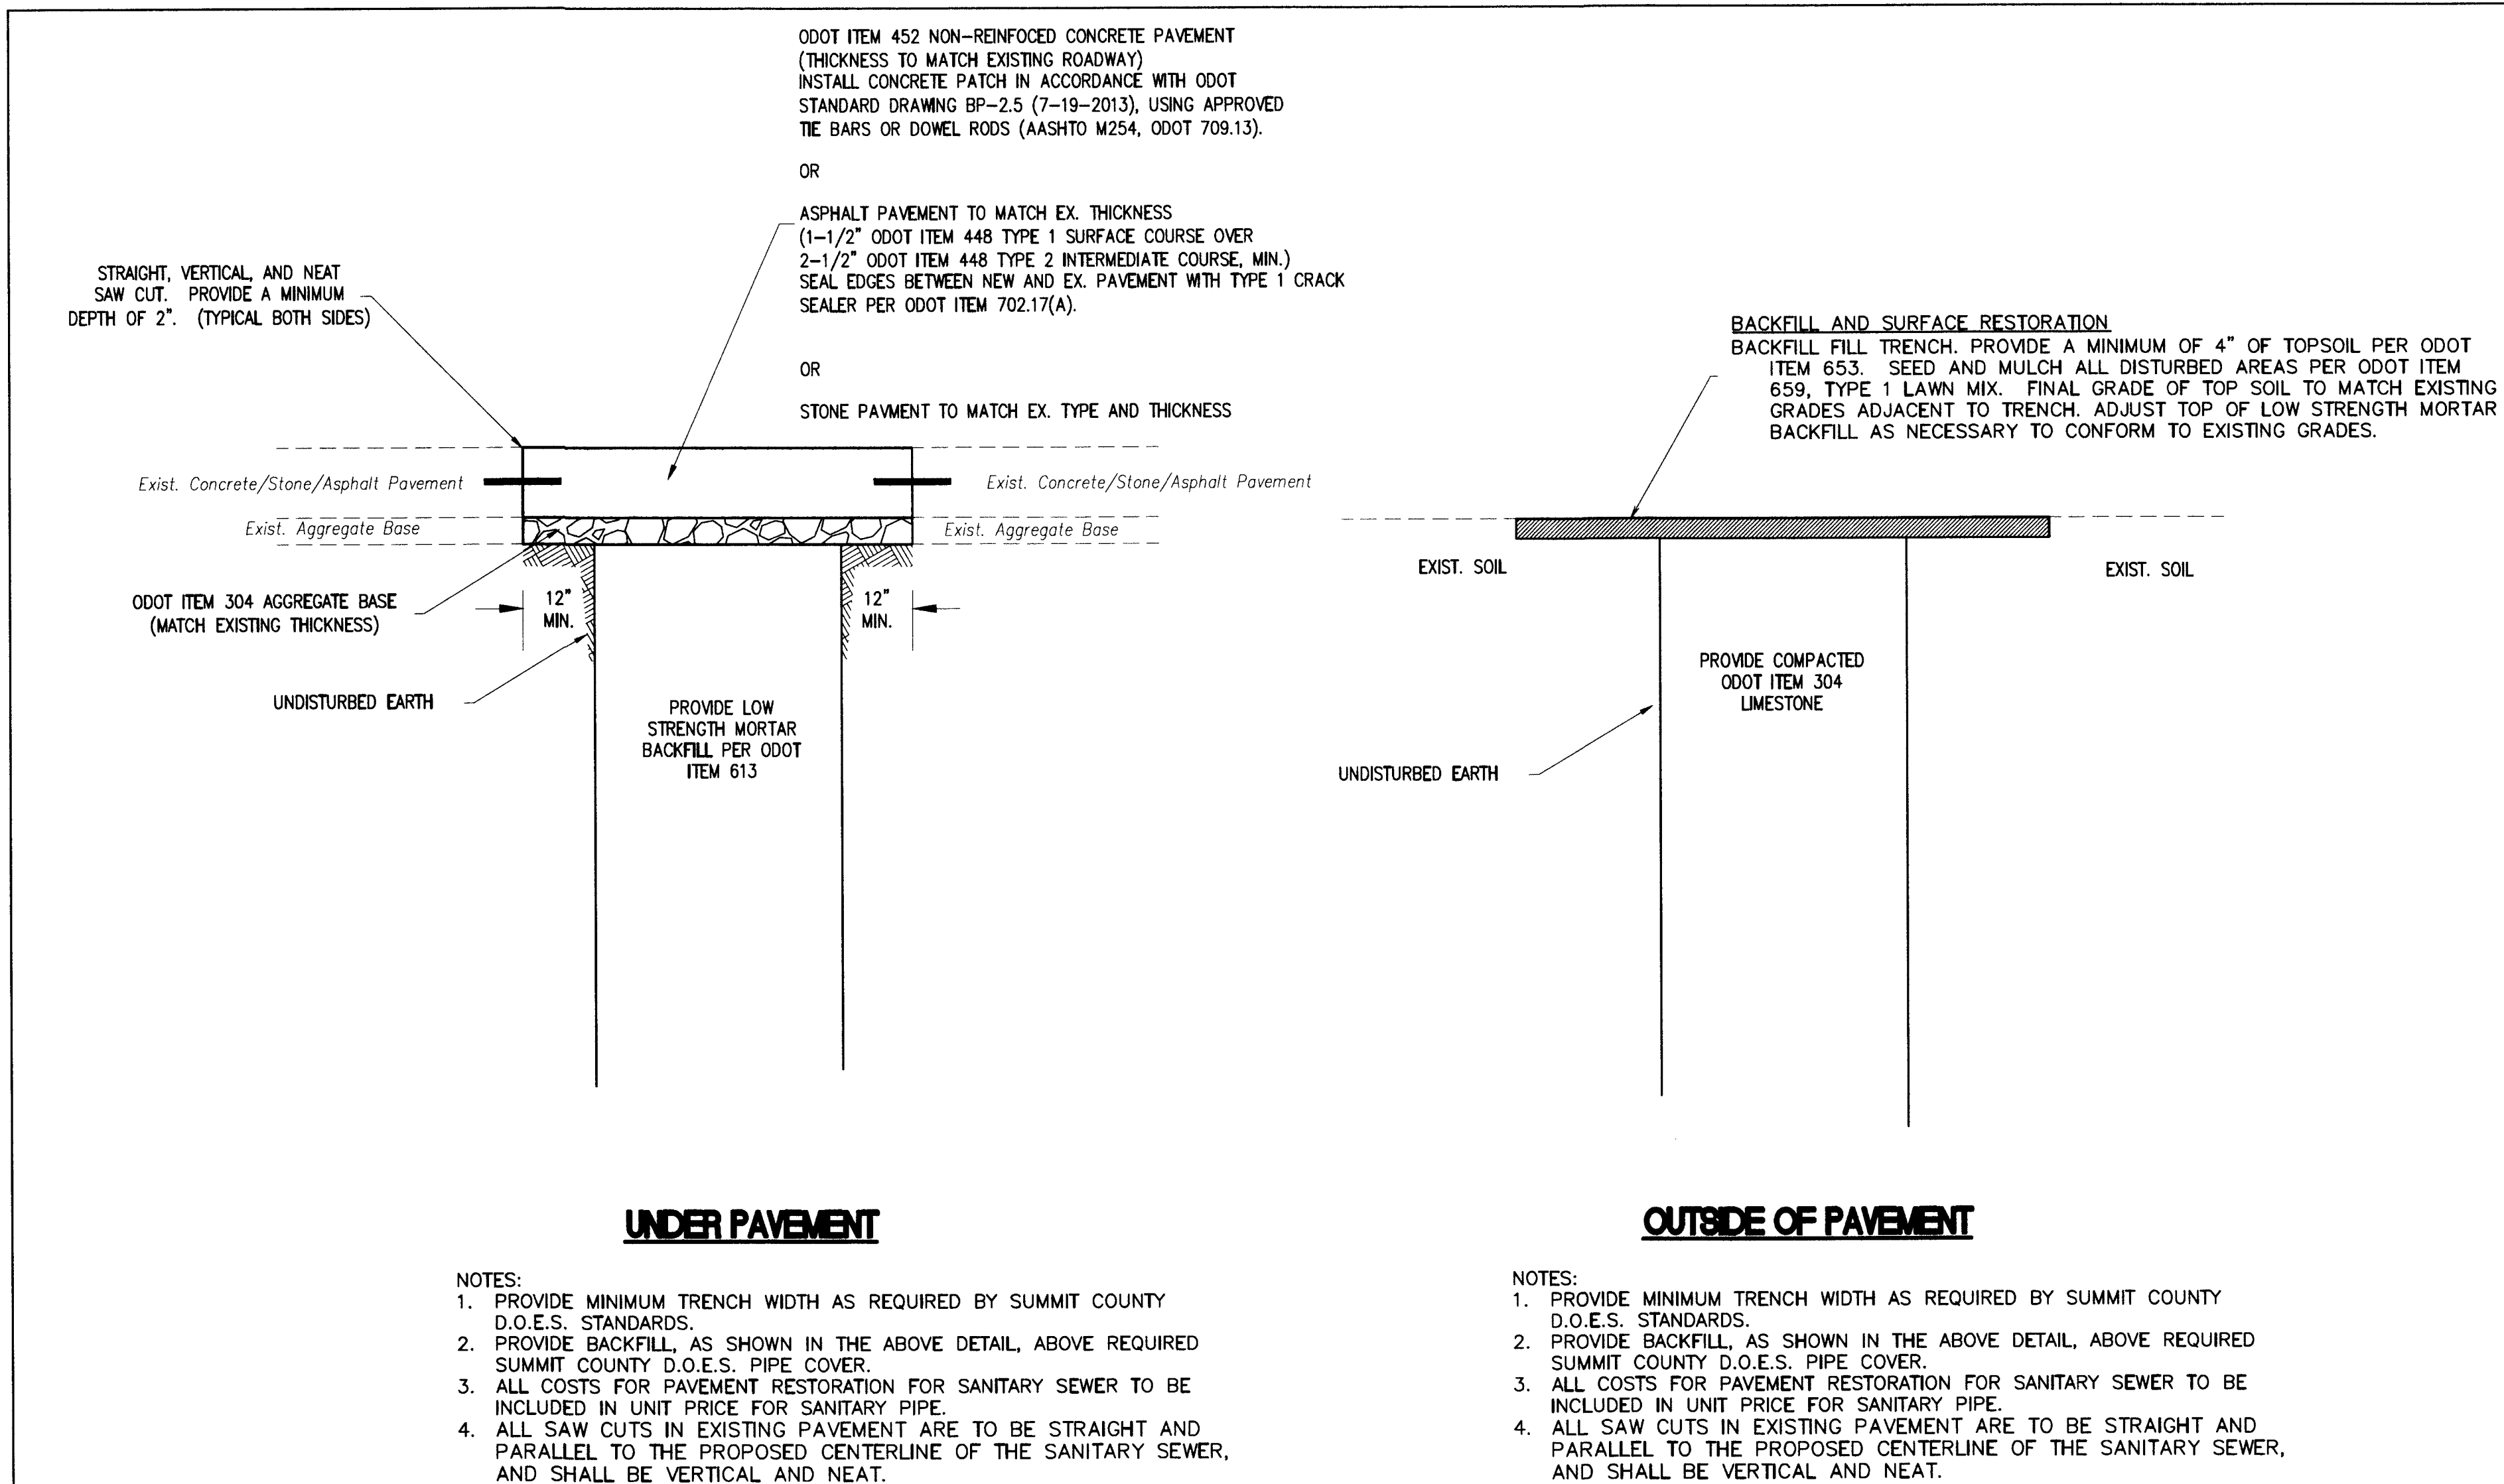 ODOT ITEM 452 NON-REINFOCED CONCRETE PAVEMENT
(THICKNESS TO MATCH EXISTING ROADWAY)
INSTALL CONCRETE PATCH IN ACCORDANCE WITH ODOT
STANDARD DRAWING BP-2.5 (7-19-2013), USING APPROVED
TIE BARS OR DOWEL RODS (AASHTO M254, ODOT 709.13).
OR
ASPHALT PAVEMENT TO MATCH EX. THICKNESS
(1-1/2" ODOT ITEM 448 TYPE 1 SURFACE COURSE OVER
2-1/2" ODOT ITEM 448 TYPE 2 INTERMEDIATE COURSE, MIN.)
SEAL EDGES BETWEEN NEW AND EX. PAVEMENT WITH TYPE 1 CRACK
SEALER PER ODOT ITEM 702.17(A).
OR
STONE PAVMENT TO MATCH EX. TYPE AND THICKNESS
STRAIGHT, VERTICAL, AND NEAT
SAW CUT. PROVIDE A MINIMUM
DEPTH OF 2". (TYPICAL BOTH SIDES)
Exist. Concrete/Stone/Asphalt Pavement
Exist. Concrete/Stone/Asphalt Pavement
Exist. Aggregate Base
Exist. Aggregate Base
ODOT ITEM 304 AGGREGATE BASE
(MATCH EXISTING THICKNESS)
12"
MIN.
12"
MIN.
UNDISTURBED EARTH
PROVIDE LOW
STRENGTH MORTAR
BACKFILL PER ODOT
ITEM 613
UNDER PAVEMENT
NOTES:
1. PROVIDE MINIMUM TRENCH WIDTH AS REQUIRED BY SUMMIT COUNTY
D.O.E.S. STANDARDS.
2. PROVIDE BACKFILL, AS SHOWN IN THE ABOVE DETAIL, ABOVE REQUIRED
SUMMIT COUNTY D.O.E.S. PIPE COVER.
3. ALL COSTS FOR PAVEMENT RESTORATION FOR SANITARY SEWER TO BE
INCLUDED IN UNIT PRICE FOR SANITARY PIPE.
4. ALL SAW CUTS IN EXISTING PAVEMENT ARE TO BE STRAIGHT AND
PARALLEL TO THE PROPOSED CENTERLINE OF THE SANITARY SEWER,
AND SHALL BE VERTICAL AND NEAT.
BACKFILL AND SURFACE RESTORATION
BACKFILL FILL TRENCH. PROVIDE A MINIMUM OF 4" OF TOPSOIL PER ODOT
ITEM 653. SEED AND MULCH ALL DISTURBED AREAS PER ODOT ITEM
659, TYPE 1 LAWN MIX. FINAL GRADE OF TOP SOIL TO MATCH EXISTING
GRADES ADJACENT TO TRENCH. ADJUST TOP OF LOW STRENGTH MORTAR
BACKFILL AS NECESSARY TO CONFORM TO EXISTING GRADES.
EXIST. SOIL
EXIST. SOIL
PROVIDE COMPACTED
ODOT ITEM 304
LIMESTONE
UNDISTURBED EARTH
OUTSIDE OF PAVEMENT
NOTES:
1. PROVIDE MINIMUM TRENCH WIDTH AS REQUIRED BY SUMMIT COUNTY
D.O.E.S. STANDARDS.
2. PROVIDE BACKFILL, AS SHOWN IN THE ABOVE DETAIL, ABOVE REQUIRED
SUMMIT COUNTY D.O.E.S. PIPE COVER.
3. ALL COSTS FOR PAVEMENT RESTORATION FOR SANITARY SEWER TO BE
INCLUDED IN UNIT PRICE FOR SANITARY PIPE.
4. ALL SAW CUTS IN EXISTING PAVEMENT ARE TO BE STRAIGHT AND
PARALLEL TO THE PROPOSED CENTERLINE OF THE SANITARY SEWER,
AND SHALL BE VERTICAL AND NEAT.